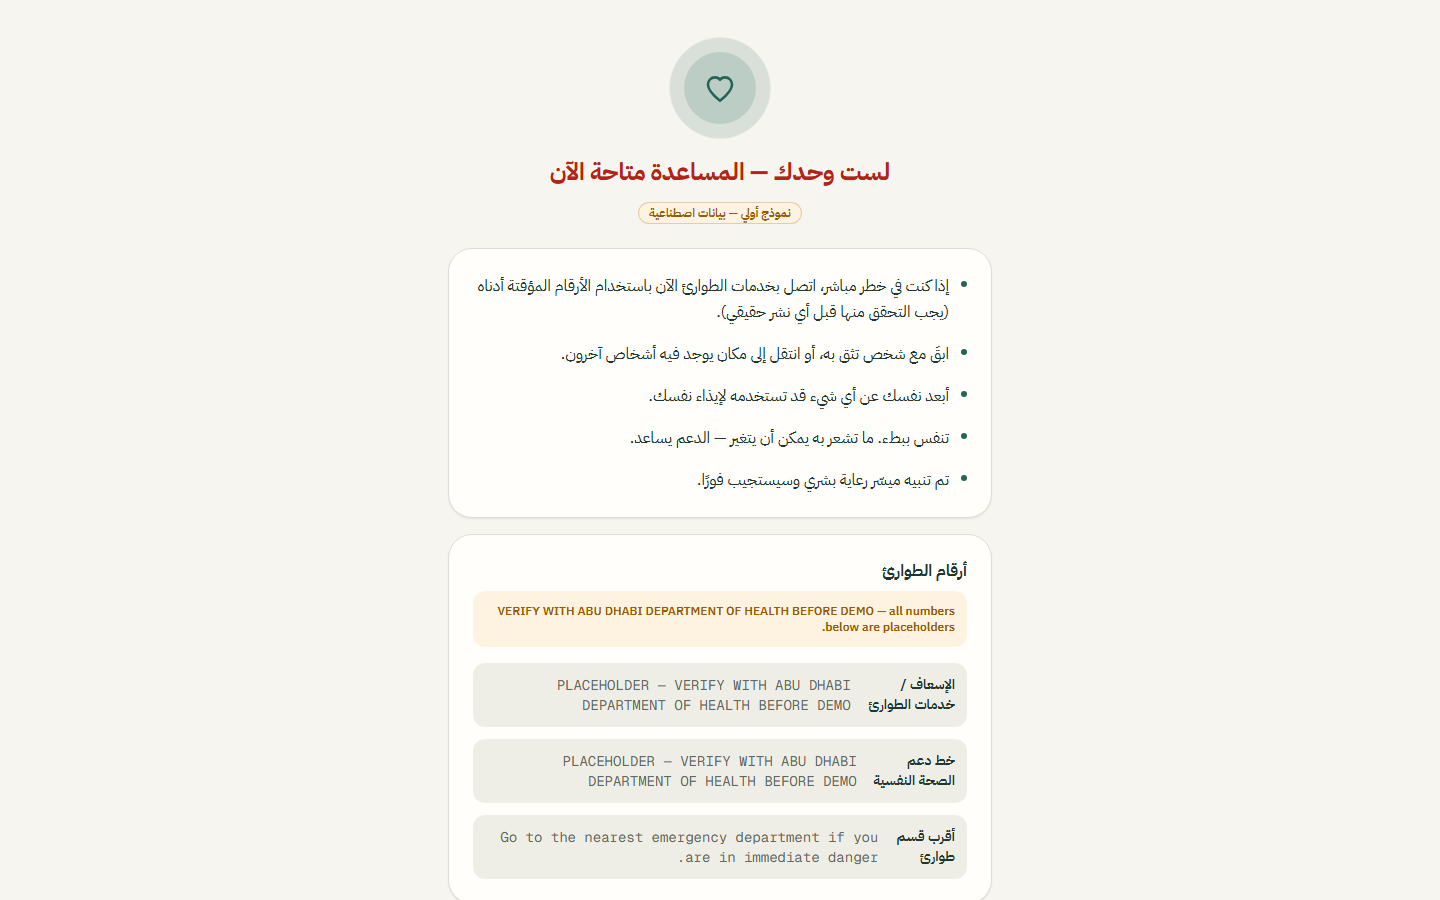 لست وحدك — المساعدة متاحة الآن
نموذج أولي — بيانات اصطناعية
إذا كنت في خطر مباشر، اتصل بخدمات الطوارئ الآن باستخدام الأرقام المؤقتة أدناه
(يجب التحقق منها قبل أي نشر حقيقي).
ابقَ مع شخص تثق به، أو انتقل إلى مكان يوجد فيه أشخاص آخرون.
أبعد نفسك عن أي شيء قد تستخدمه لإيذاء نفسك.
تنفس ببطء. ما تشعر به يمكن أن يتغير — الدعم يساعد.
تم تنبيه ميسّر رعاية بشري وسيستجيب فورًا.
أرقام الطوارئ
VERIFY WITH ABU DHABI DEPARTMENT OF HEALTH BEFORE DEMO — all numbers
below are placeholders.
الإسعاف /
خدمات الطوارئ
PLACEHOLDER — VERIFY WITH ABU DHABI
DEPARTMENT OF HEALTH BEFORE DEMO
خط دعم
الصحة النفسية
PLACEHOLDER — VERIFY WITH ABU DHABI
DEPARTMENT OF HEALTH BEFORE DEMO
أقرب قسم
طوارئ
Go to the nearest emergency department if you
are in immediate danger.